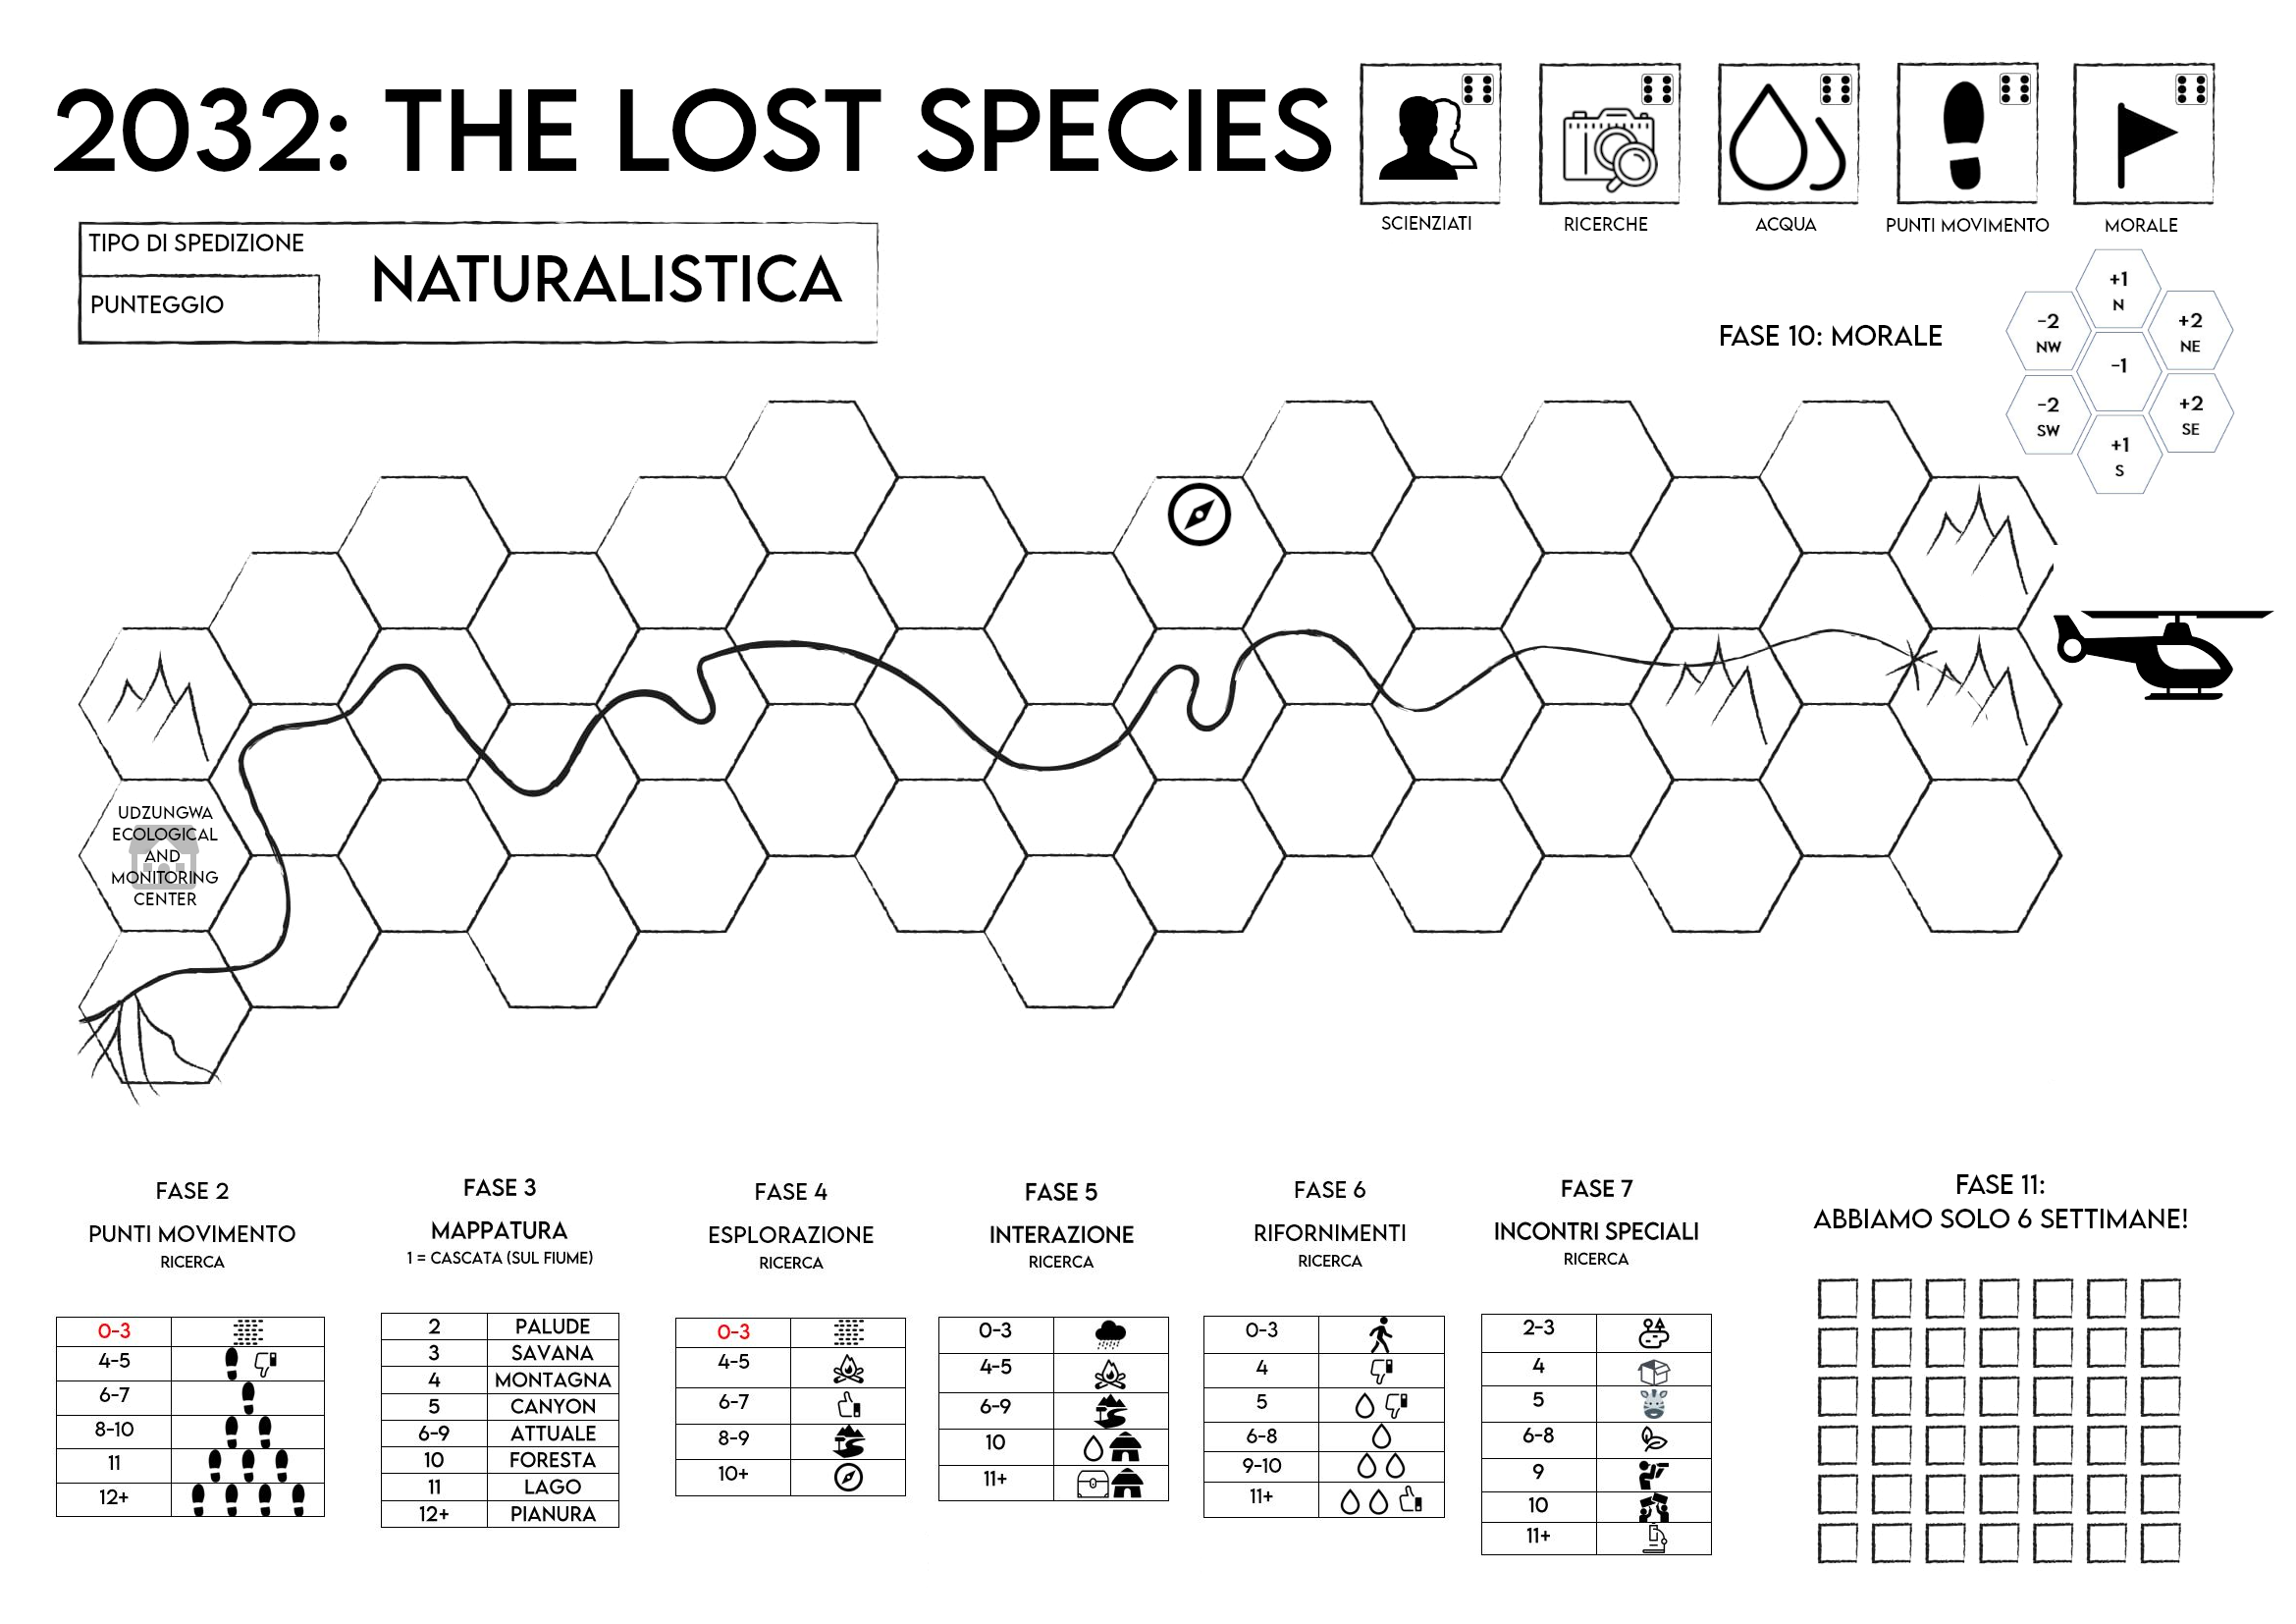 2032: THE LOST SPECIES
SCIENZIATI
RICERCHE
ACQUA
PUNTI MOVIMENTO
MORALE
TIPO DI SPEDIZIONE
NATURALISTICA
PUNTEGGIO
FASE 10: MORALE
+1
N
-2
NW
+2
NE
-1
-2
SW
+2
SE
+1
S
UDZUNGWA
ECOLOGICAL
AND
MONITORING
CENTER
FASE 2
PUNTI MOVIMENTO
RICERCA
0-3
4-5
6-7
8-10
11
12+
FASE 3
MAPPATURA
1 = CASCATA (SUL FIUME)
2 PALUDE
3 SAVANA
4 MONTAGNA
5 CANYON
6-9 ATTUALE
10 FORESTA
11 LAGO
12+ PIANURA
FASE 4
ESPLORAZIONE
RICERCA
0-3
4-5
6-7
8-9
10+
FASE 5
INTERAZIONE
RICERCA
0-3
4-5
6-9
10
11+
FASE 6
RIFORNIMENTI
RICERCA
0-3
4
5
6-8
9-10
11+
FASE 7
INCONTRI SPECIALI
RICERCA
2-3
4
5
6-8
9
10
11+
FASE 11:
ABBIAMO SOLO 6 SETTIMANE!